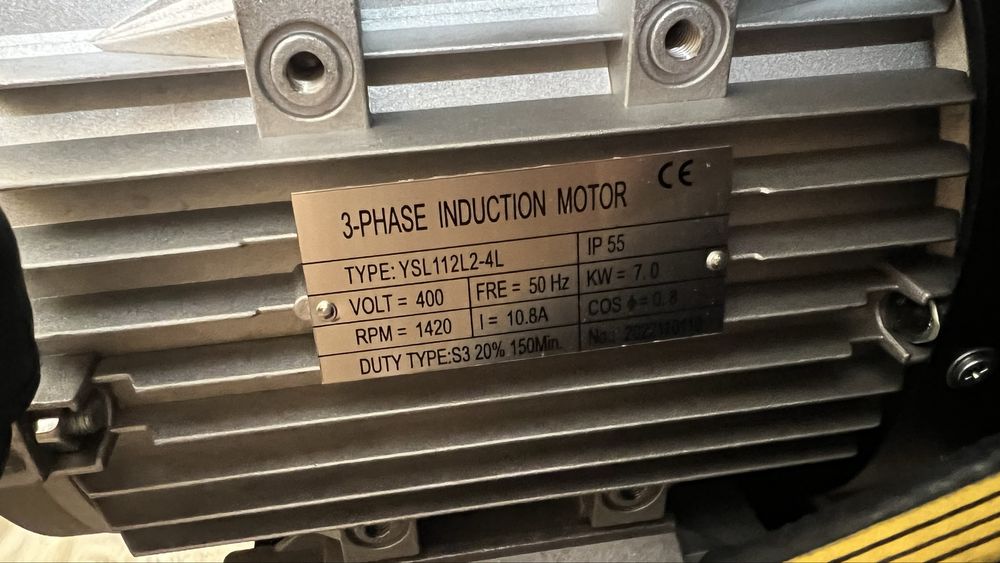 CE
3-PHASE INDUCTION MOTOR
TYPE: YSL112L2-4L
IP 55
VOLT = 400
FRE = 50 Hz
KW = 7.0
RPM = 1420
I = 10.8A
COS ϕ = 0.8
DUTY TYPE:S3 20% 150Min.
No.: